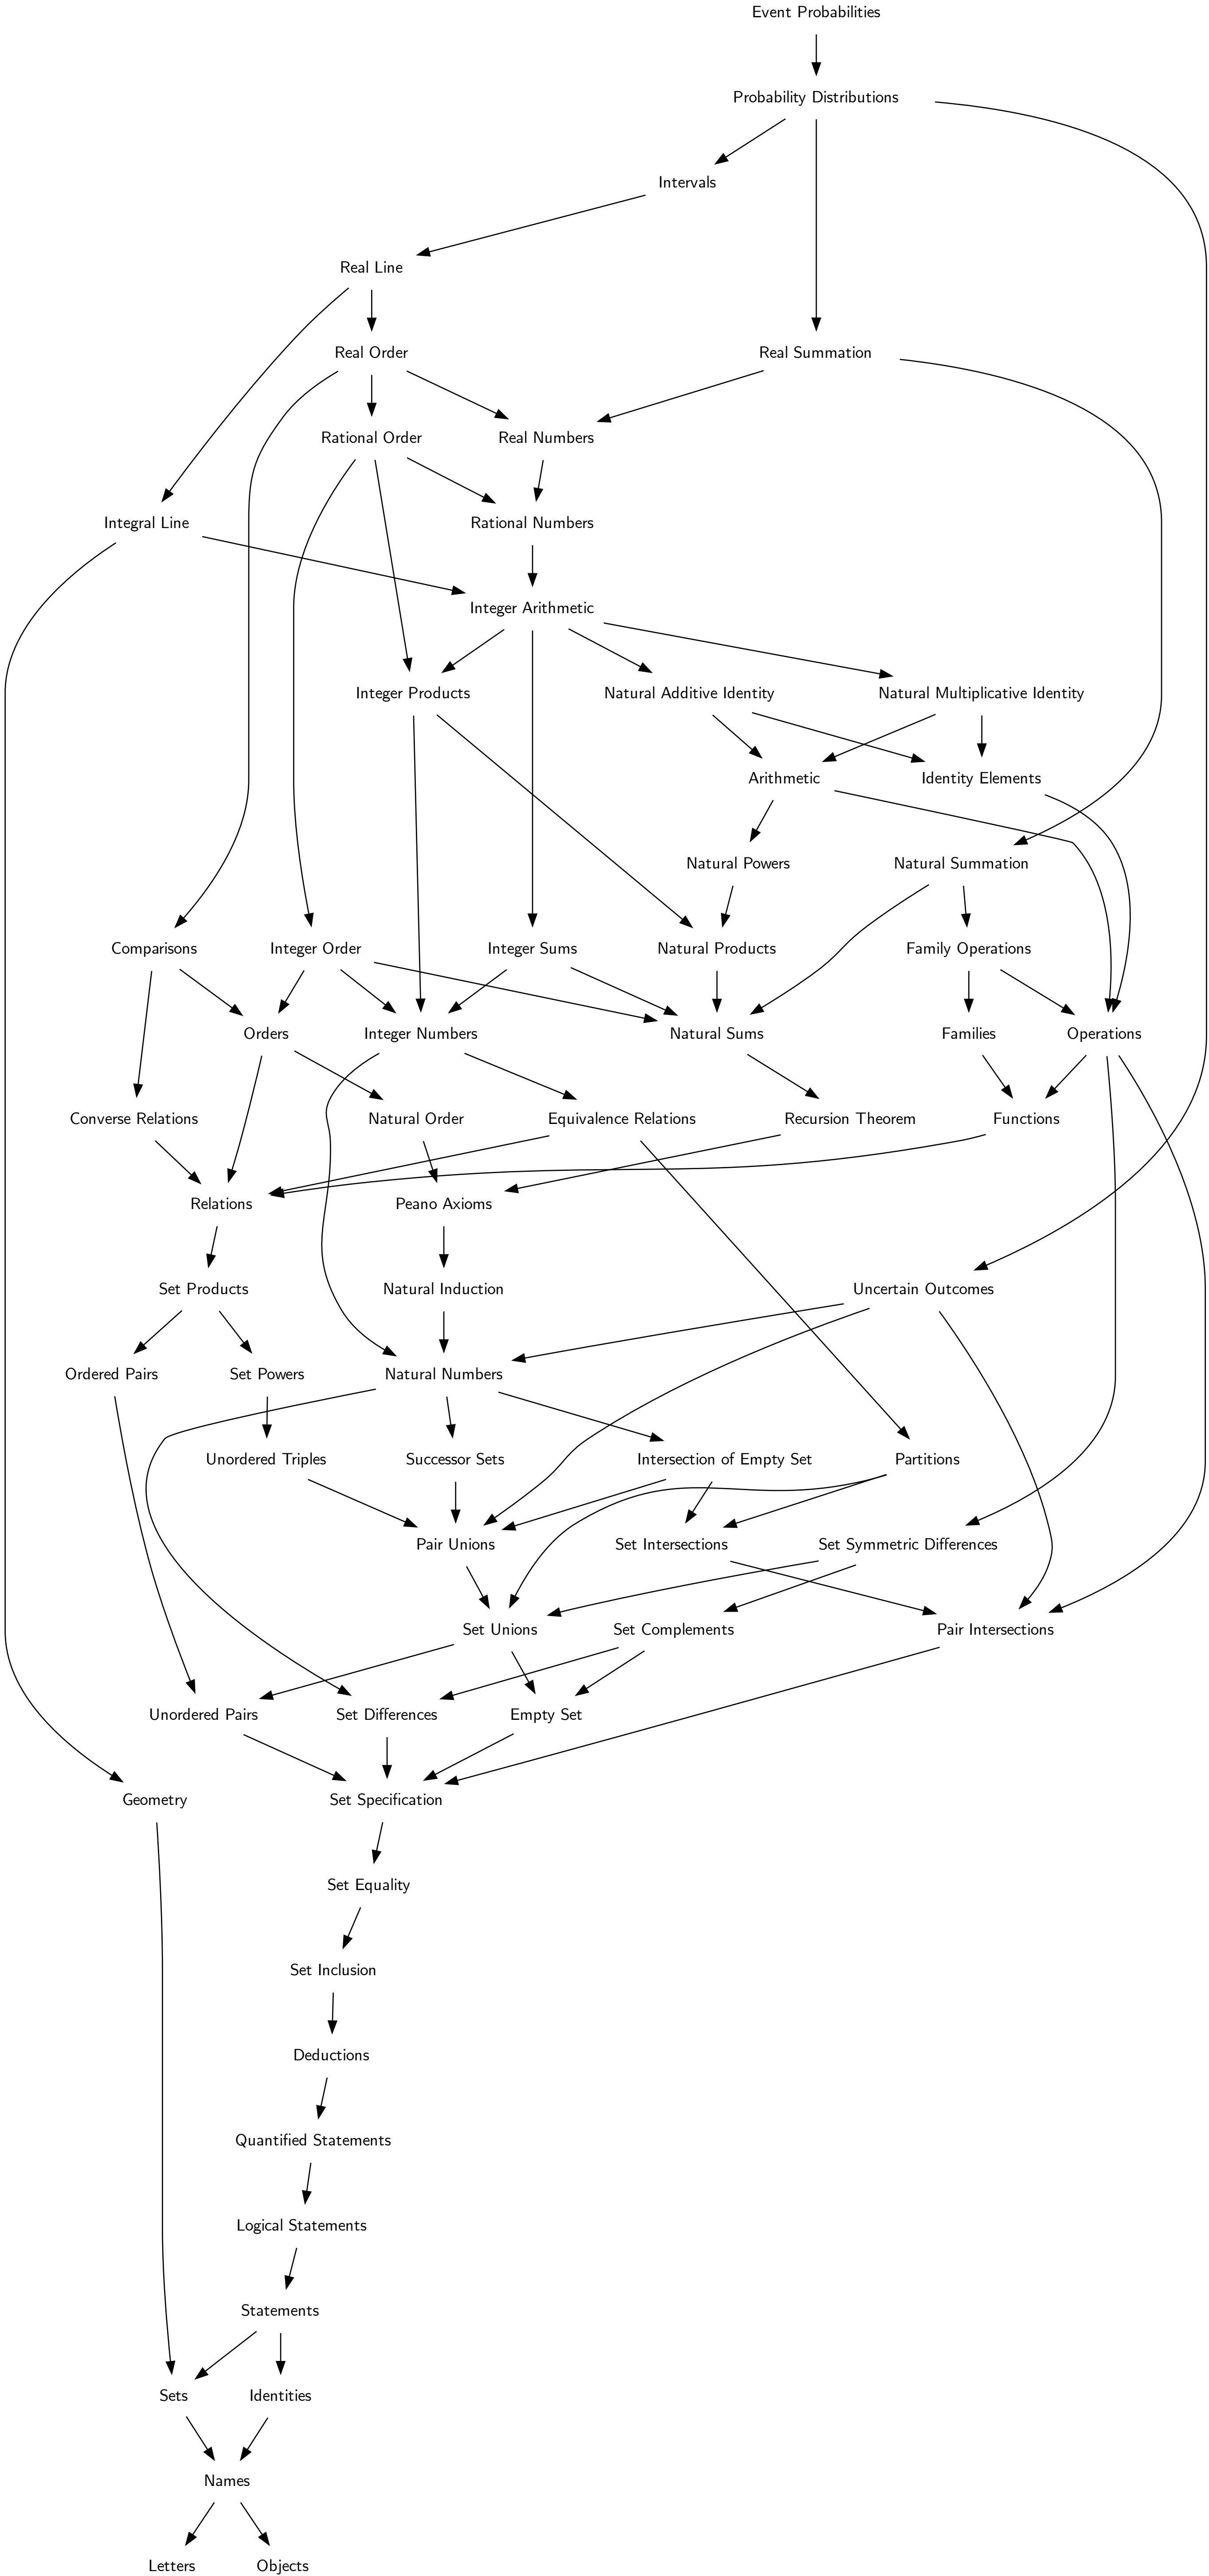 Event Probabilities
Probability Distributions
Intervals
Real Line
Real Order
Real Summation
Rational Order
Real Numbers
Integral Line
Rational Numbers
Integer Arithmetic
Integer Products
Natural Additive Identity
Natural Multiplicative Identity
Arithmetic
Identity Elements
Natural Powers
Natural Summation
Comparisons
Integer Order
Integer Sums
Natural Products
Family Operations
Orders
Integer Numbers
Natural Sums
Families
Operations
Converse Relations
Natural Order
Equivalence Relations
Recursion Theorem
Functions
Relations
Peano Axioms
Set Products
Natural Induction
Uncertain Outcomes
Ordered Pairs
Set Powers
Natural Numbers
Unordered Triples
Successor Sets
Intersection of Empty Set
Partitions
Pair Unions
Set Intersections
Set Symmetric Differences
Set Unions
Set Complements
Pair Intersections
Unordered Pairs
Set Differences
Empty Set
Geometry
Set Specification
Set Equality
Set Inclusion
Deductions
Quantified Statements
Logical Statements
Statements
Sets
Identities
Names
Letters
Objects